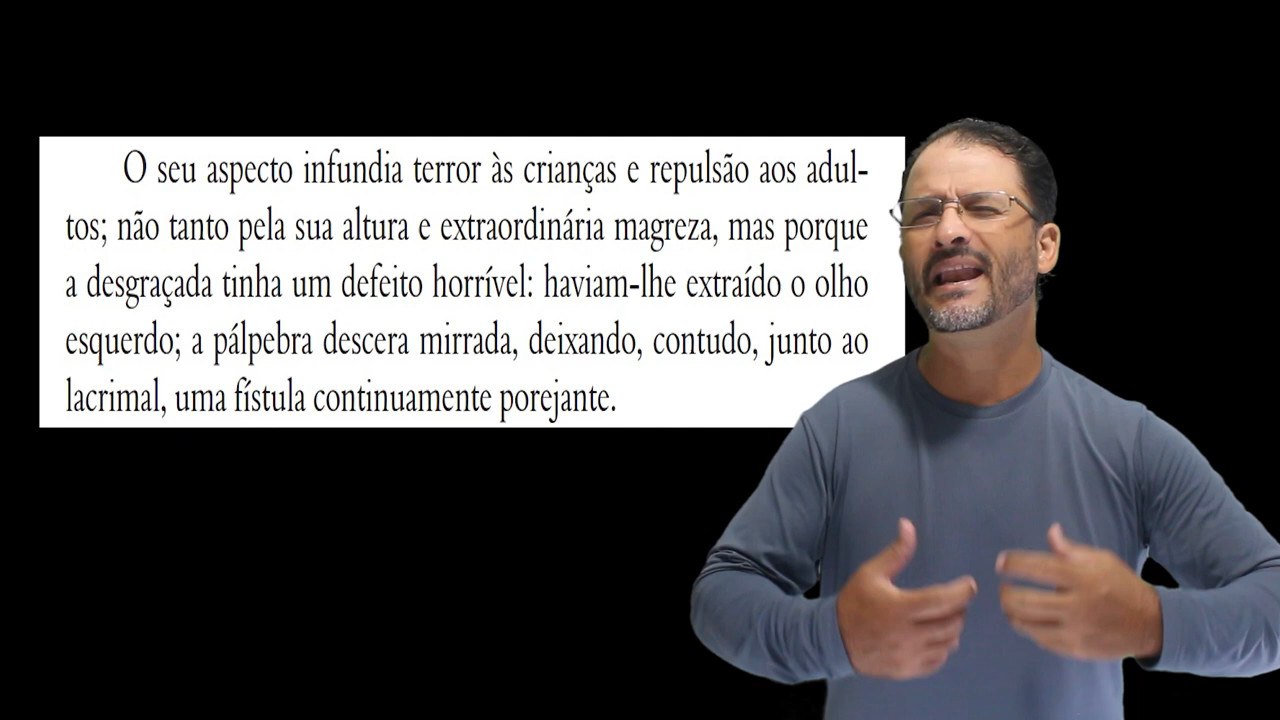 O seu aspecto infundia terror às crianças e repulsão aos adul-
tos; não tanto pela sua altura e extraordinária magreza, mas porque
a desgraçada tinha um defeito horrível: haviam-lhe extraído o olho
esquerdo; a pálpebra descera mirrada, deixando, contudo, junto ao
lacrimal, uma fístula continuamente porejante.